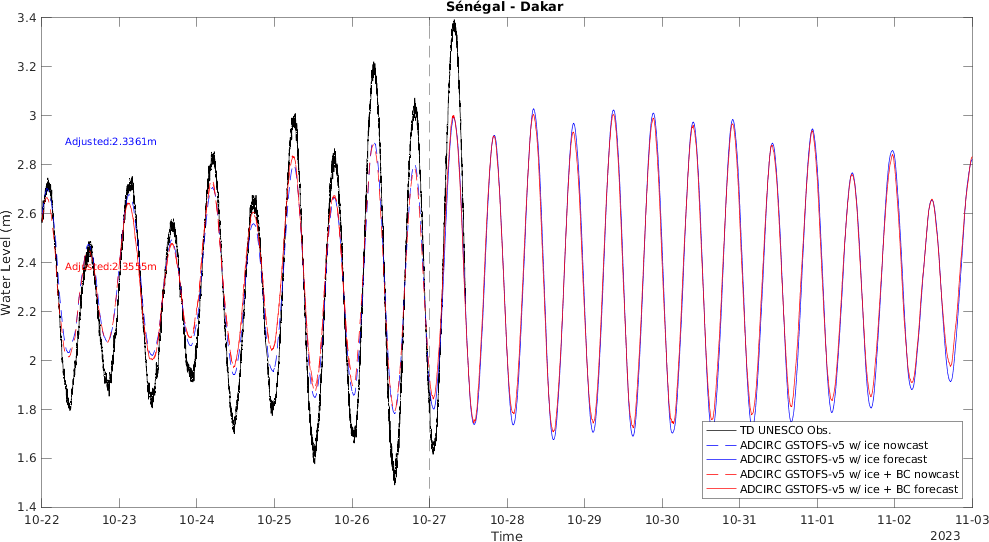 Sénégal - Dakar
3.4
3.2
3
2.8
2.6
2.4
2.2
2
1.8
1.6
1.4
Water Level (m)
Adjusted:2.3361m
Adjusted:2.3555m
TD UNESCO Obs.
ADCIRC GSTOFS-v5 w/ ice nowcast
ADCIRC GSTOFS-v5 w/ ice forecast
ADCIRC GSTOFS-v5 w/ ice + BC nowcast
ADCIRC GSTOFS-v5 w/ ice + BC forecast
10-22 10-23 10-24 10-25 10-26 10-27 10-28 10-29 10-30 10-31 11-01 11-02 11-03
Time
2023